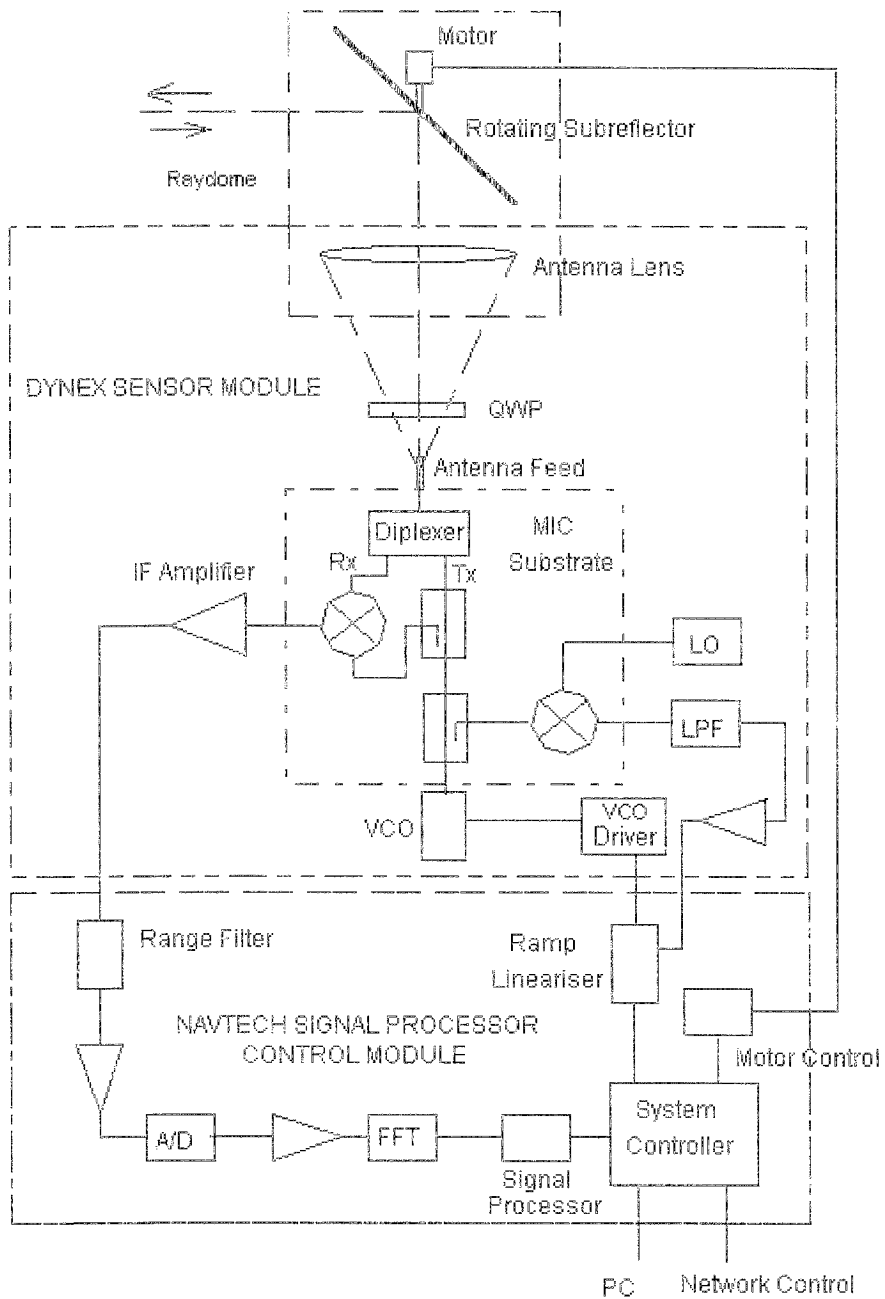 Motor
Rotating Subreflector
Raydome
Antenna Lens
DYNEX SENSOR MODULE
QWP
Antenna Feed
Diplexer
MIC
Substrate
Rx
Tx
IF Amplifier
LO
LPF
VCO
VCO
Driver
Range Filter
Ramp
Lineariser
NAVTECH SIGNAL PROCESSOR
CONTROL MODULE
Motor Control
System
Controller
A/D
FFT
Signal
Processor
PC
Network Control